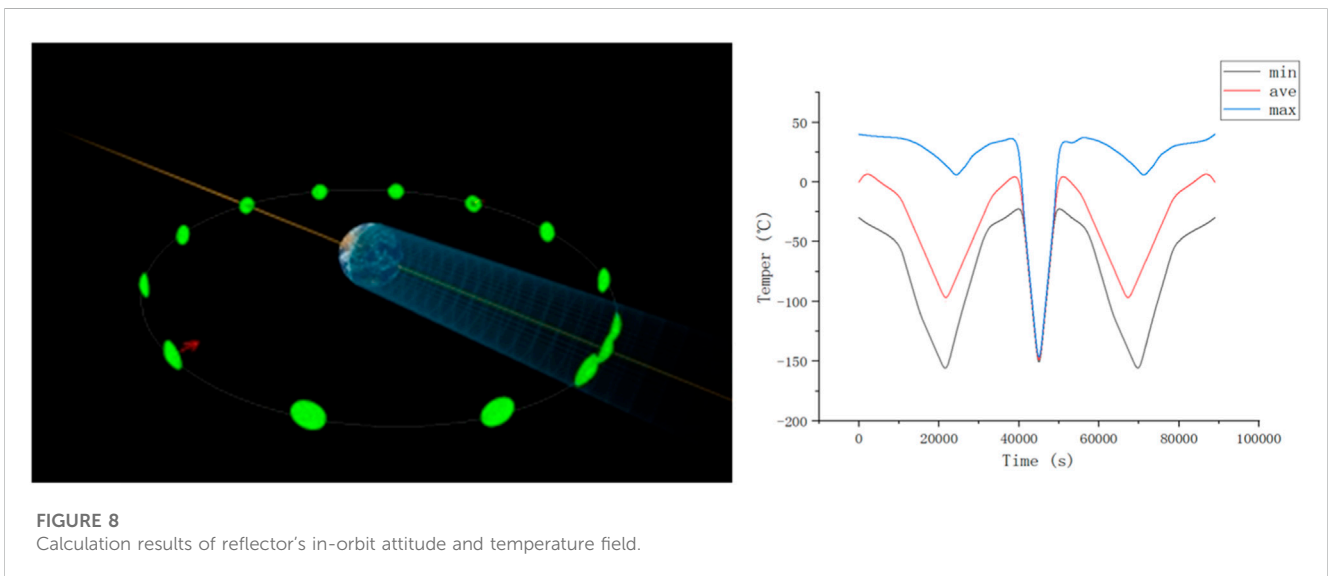 min
ave
max
50
0
-50
-100
-150
-200
Temper (℃)
0 20000 40000 60000 80000 100000
Time (s)
FIGURE 8
Calculation results of reflector's in-orbit attitude and temperature field.